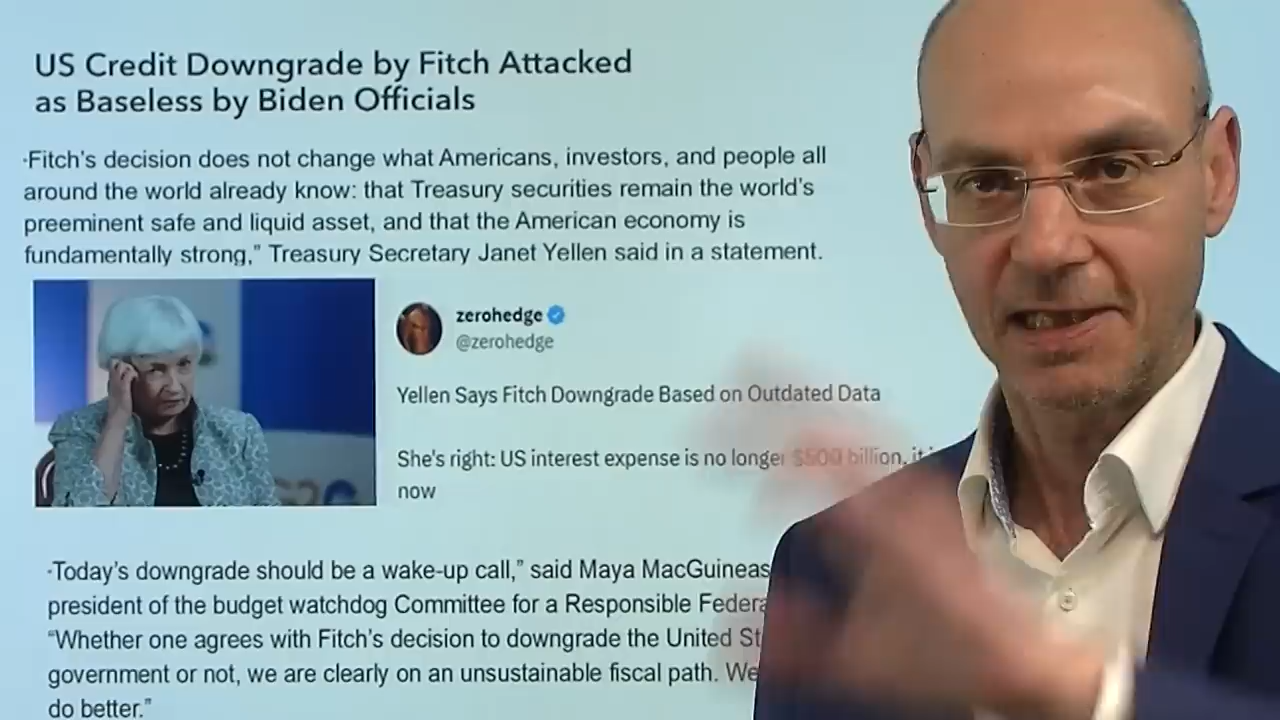 US Credit Downgrade by Fitch Attacked
as Baseless by Biden Officials
·Fitch's decision does not change what Americans, investors, and people all
around the world already know: that Treasury securities remain the world's
preeminent safe and liquid asset, and that the American economy is
fundamentally strong,” Treasury Secretary Janet Yellen said in a statement.
zerohedge
@zerohedge
Yellen Says Fitch Downgrade Based on Outdated Data
She's right: US interest expense is no longer $500 billion, it
now
·Today's downgrade should be a wake-up call,” said Maya MacGuineas
president of the budget watchdog Committee for a Responsible
“Whether one agrees with Fitch's decision to downgrade the United
government or not, we are clearly on an unsustainable fiscal path. We
do better.”